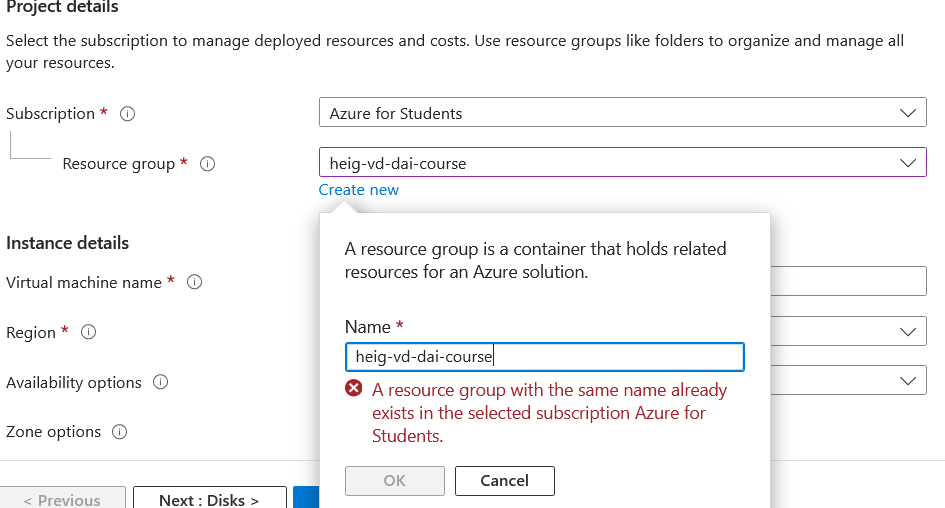 Project details
Select the subscription to manage deployed resources and costs. Use resource groups like folders to organize and manage all
your resources.
Subscription *
Azure for Students
Resource group *
heig-vd-dai-course
Create new
A resource group is a container that holds related
resources for an Azure solution.
Name *
heig-vd-dai-course
A resource group with the same name already
exists in the selected subscription Azure for
Students.
OK
Cancel
Instance details
Virtual machine name *
Region *
Availability options
Zone options
< Previous
Next : Disks >